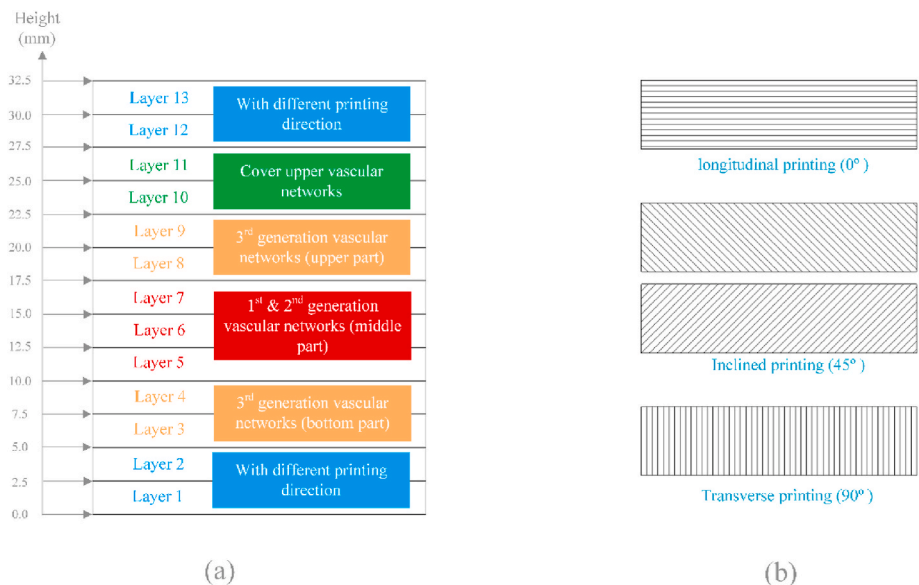 Height
(mm)
32.5
Layer 13
With different printing
direction
30.0
Layer 12
27.5
Layer 11
Cover upper vascular
networks
25.0
Layer 10
22.5
Layer 9
3rd generation vascular
networks (upper part)
20.0
Layer 8
17.5
Layer 7
1st & 2nd generation
vascular networks (middle
part)
15.0
Layer 6
12.5
Layer 5
10.0
Layer 4
3rd generation vascular
networks (bottom part)
7.5
Layer 3
5.0
Layer 2
With different printing
direction
2.5
Layer 1
0.0
(a)
longitudinal printing (0°)
Inclined printing (45°)
Transverse printing (90°)
(b)